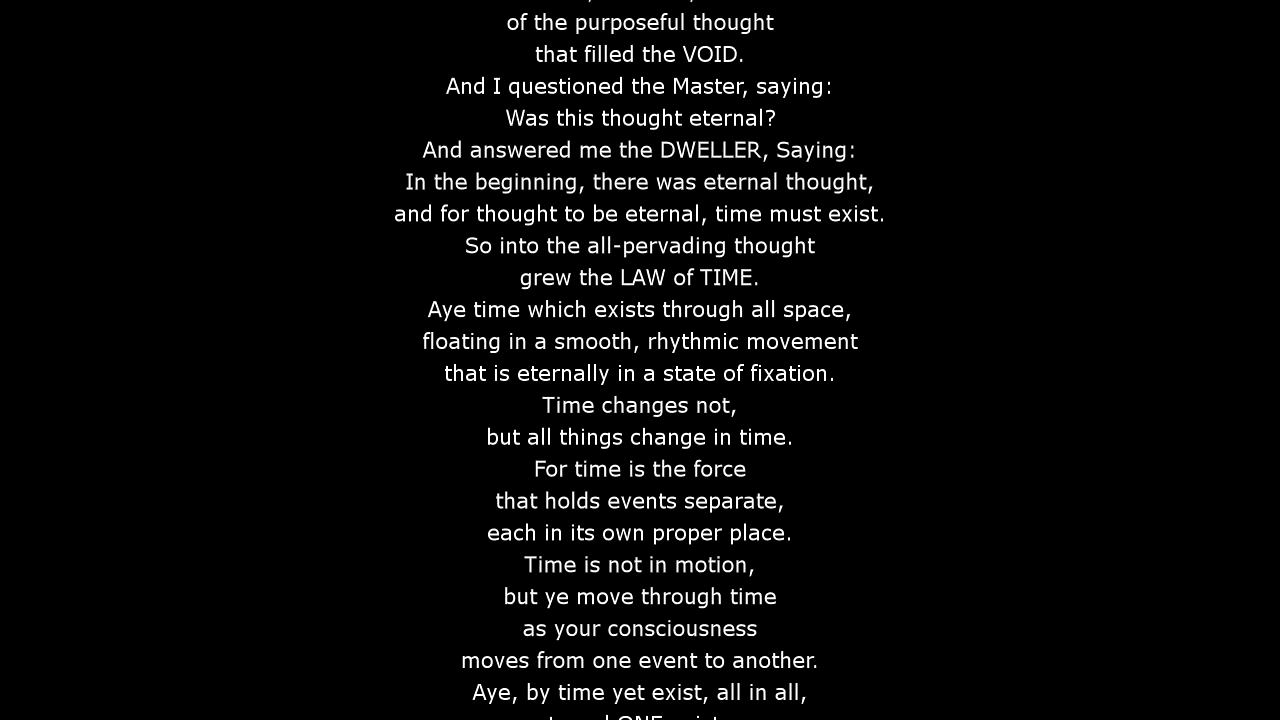 of the purposeful thought
that filled the VOID.
And I questioned the Master, saying:
Was this thought eternal?
And answered me the DWELLER, Saying:
In the beginning, there was eternal thought,
and for thought to be eternal, time must exist.
So into the all-pervading thought
grew the LAW of TIME.
Aye time which exists through all space,
floating in a smooth, rhythmic movement
that is eternally in a state of fixation.
Time changes not,
but all things change in time.
For time is the force
that holds events separate,
each in its own proper place.
Time is not in motion,
but ye move through time
as your consciousness
moves from one event to another.
Aye, by time yet exist, all in all,